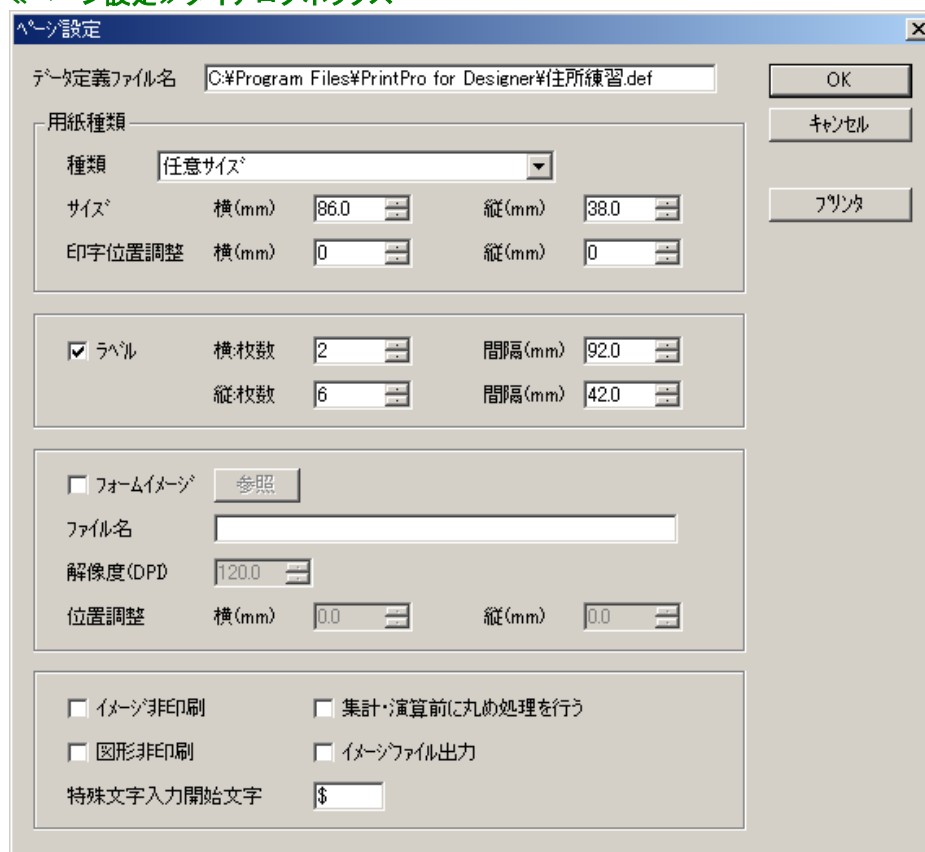 ﾍﾟｰｼﾞ設定
ﾃﾞｰﾀ定義ﾌｧｲﾙ名 C:¥Program Files¥PrintPro for Designer¥住所練習.def OK
用紙種類 ｷｬﾝｾﾙ
種類 任意ｻｲｽﾞ
ｻｲｽﾞ 横(mm) 86.0 縦(mm) 38.0 ﾌﾟﾘﾝﾀ
印字位置調整 横(mm) 0 縦(mm) 0
ﾗﾍﾞﾙ 横:枚数 2 間隔(mm) 92.0
縦:枚数 6 間隔(mm) 42.0
ﾌｫｰﾑｲﾒｰｼﾞ 参照
ﾌｧｲﾙ名
解像度(DPI) 120.0
位置調整 横(mm) 0.0 縦(mm) 0.0
ｲﾒｰｼﾞ非印刷 集計・演算前に丸め処理を行う
図形非印刷 ｲﾒｰｼﾞﾌｧｲﾙ出力
特殊文字入力開始文字 $